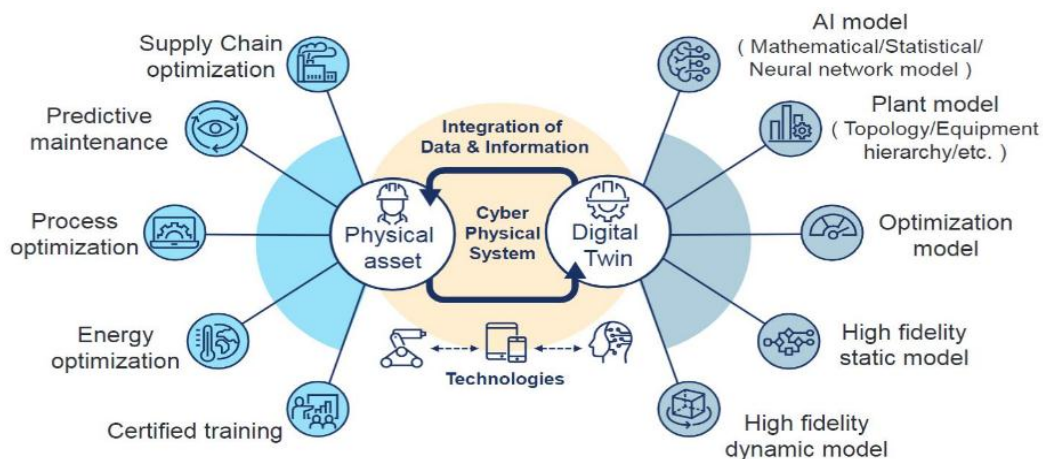 Supply Chain
optimization
Predictive
maintenance
Process
optimization
Energy
optimization
Certified training
Integration of
Data & Information
Physical
asset
Cyber
Physical
System
Digital
Twin
Technologies
AI model
( Mathematical/Statistical/
Neural network model )
Plant model
( Topology/Equipment
hierarchy/etc. )
Optimization
model
High fidelity
static model
High fidelity
dynamic model